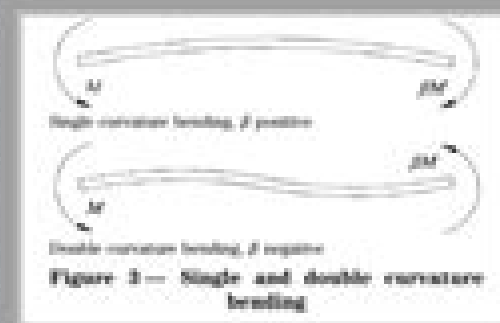 M βM
Single curvature bending, β positive
βM
M
Double curvature bending, β negative
Figure 3 — Single and double curvature
bending